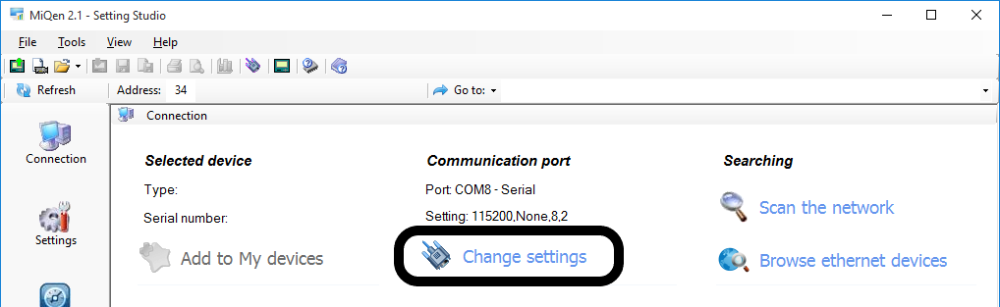 MiQen 2.1 - Setting Studio
File Tools View Help
Refresh Address: 34 Go to:
Connection
Connection
Selected device Communication port Searching
Type: Port: COM8 - Serial
Serial number: Setting: 115200,None,8,2
Scan the network
Settings
Add to My devices Change settings Browse ethernet devices